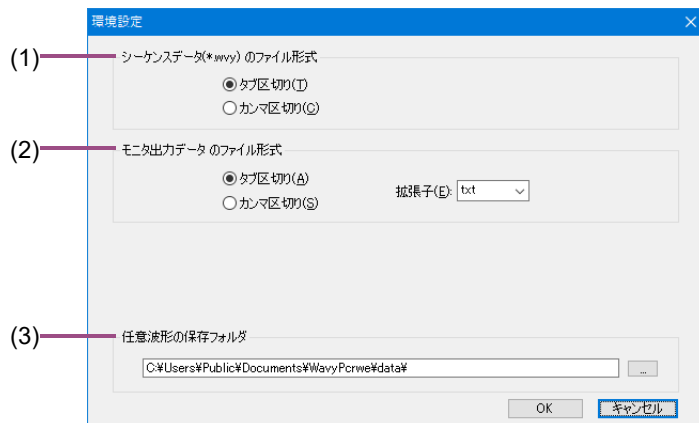 環境設定
(1)
シーケンスデータ(*.wvy) のファイル形式
タブ区切り(T)
カンマ区切り(C)
(2)
モニタ出力データ のファイル形式
タブ区切り(A)
拡張子(E): txt
カンマ区切り(S)
(3)
任意波形の保存フォルダ
C:¥Users¥Public¥Documents¥WavyPcrwe¥data¥
...
OK キャンセル